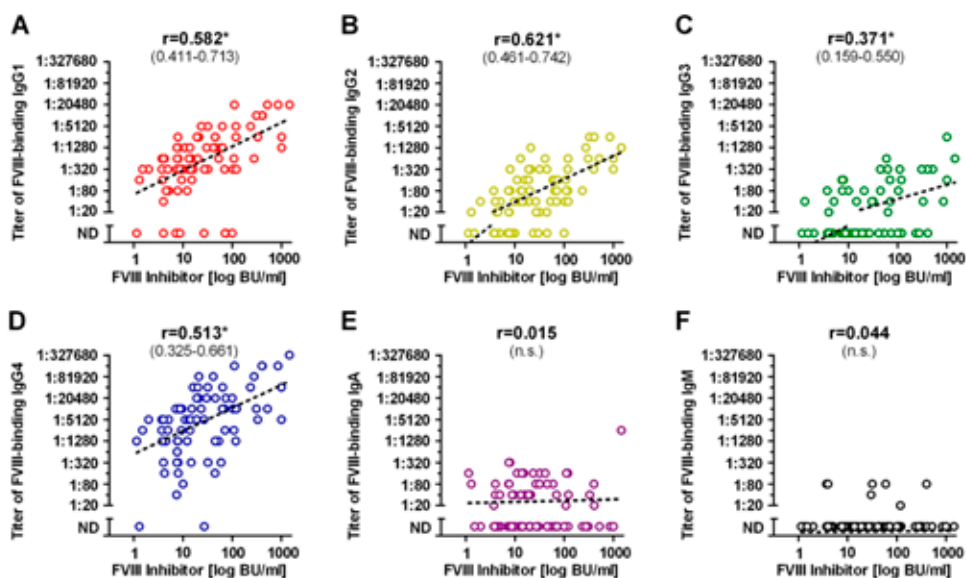 A
r=0.582*
(0.411-0.713)
Titer of FVIII-binding IgG1
1:327680
1:81920
1:20480
1:5120
1:1280
1:320
1:80
1:20
ND
1 10 100 1000
FVIII Inhibitor [log BU/ml]
B
r=0.621*
(0.461-0.742)
Titer of FVIII-binding IgG2
1:327680
1:81920
1:20480
1:5120
1:1280
1:320
1:80
1:20
ND
1 10 100 1000
FVIII Inhibitor [log BU/ml]
C
r=0.371*
(0.159-0.550)
Titer of FVIII-binding IgG3
1:327680
1:81920
1:20480
1:5120
1:1280
1:320
1:80
1:20
ND
1 10 100 1000
FVIII Inhibitor [log BU/ml]
D
r=0.513*
(0.325-0.661)
Titer of FVIII-binding IgG4
1:327680
1:81920
1:20480
1:5120
1:1280
1:320
1:80
1:20
ND
1 10 100 1000
FVIII Inhibitor [log BU/ml]
E
r=0.015
(n.s.)
Titer of FVIII-binding IgA
1:327680
1:81920
1:20480
1:5120
1:1280
1:320
1:80
1:20
ND
1 10 100 1000
FVIII Inhibitor [log BU/ml]
F
r=0.044
(n.s.)
Titer of FVIII-binding IgM
1:327680
1:81920
1:20480
1:5120
1:1280
1:320
1:80
1:20
ND
1 10 100 1000
FVIII Inhibitor [log BU/ml]